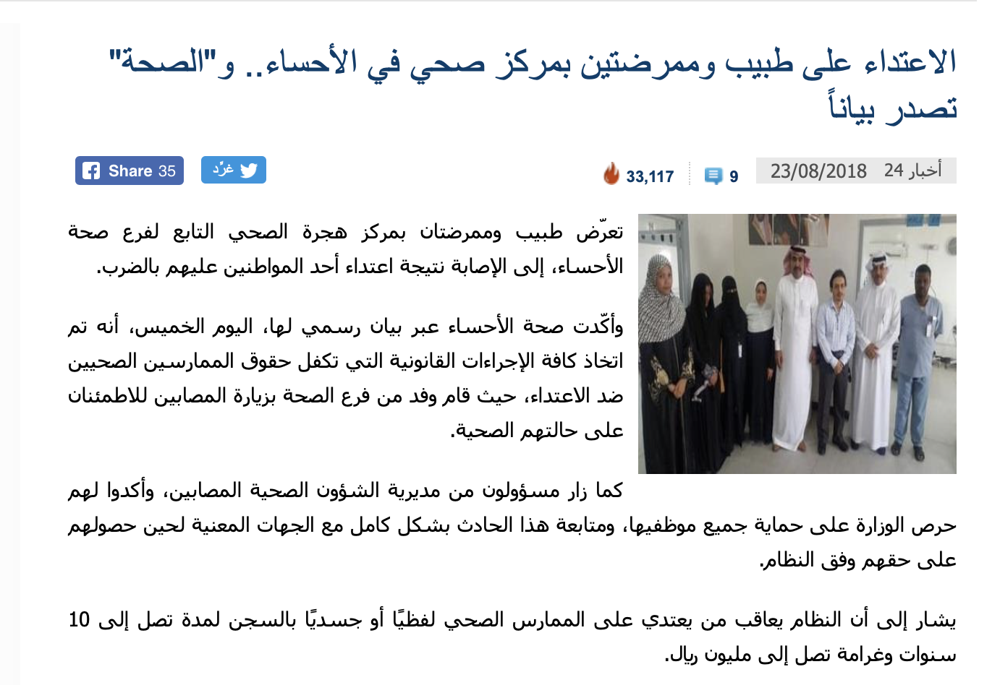 الاعتداء على طبيب وممرضتين بمركز صحي في الأحساء.. و"الصحة"
تصدر بياناً
أخبار 24 23/08/2018
9
33,117
غرِّد
Share 35
تعرّض طبيب وممرضتان بمركز هجرة الصحي التابع لفرع صحة
الأحساء، إلى الإصابة نتيجة اعتداء أحد المواطنين عليهم بالضرب.
وأكّدت صحة الأحساء عبر بيان رسمي لها، اليوم الخميس، أنه تم
اتخاذ كافة الإجراءات القانونية التي تكفل حقوق الممارسين الصحيين
ضد الاعتداء، حيث قام وفد من فرع الصحة بزيارة المصابين للاطمئنان
على حالتهم الصحية.
كما زار مسؤولون من مديرية الشؤون الصحية المصابين، وأكدوا لهم
حرص الوزارة على حماية جميع موظفيها، ومتابعة هذا الحادث بشكل كامل مع الجهات المعنية لحين حصولهم
على حقهم وفق النظام.
يشار إلى أن النظام يعاقب من يعتدي على الممارس الصحي لفظيًا أو جسديًا بالسجن لمدة تصل إلى 10
سنوات وغرامة تصل إلى مليون ريال.